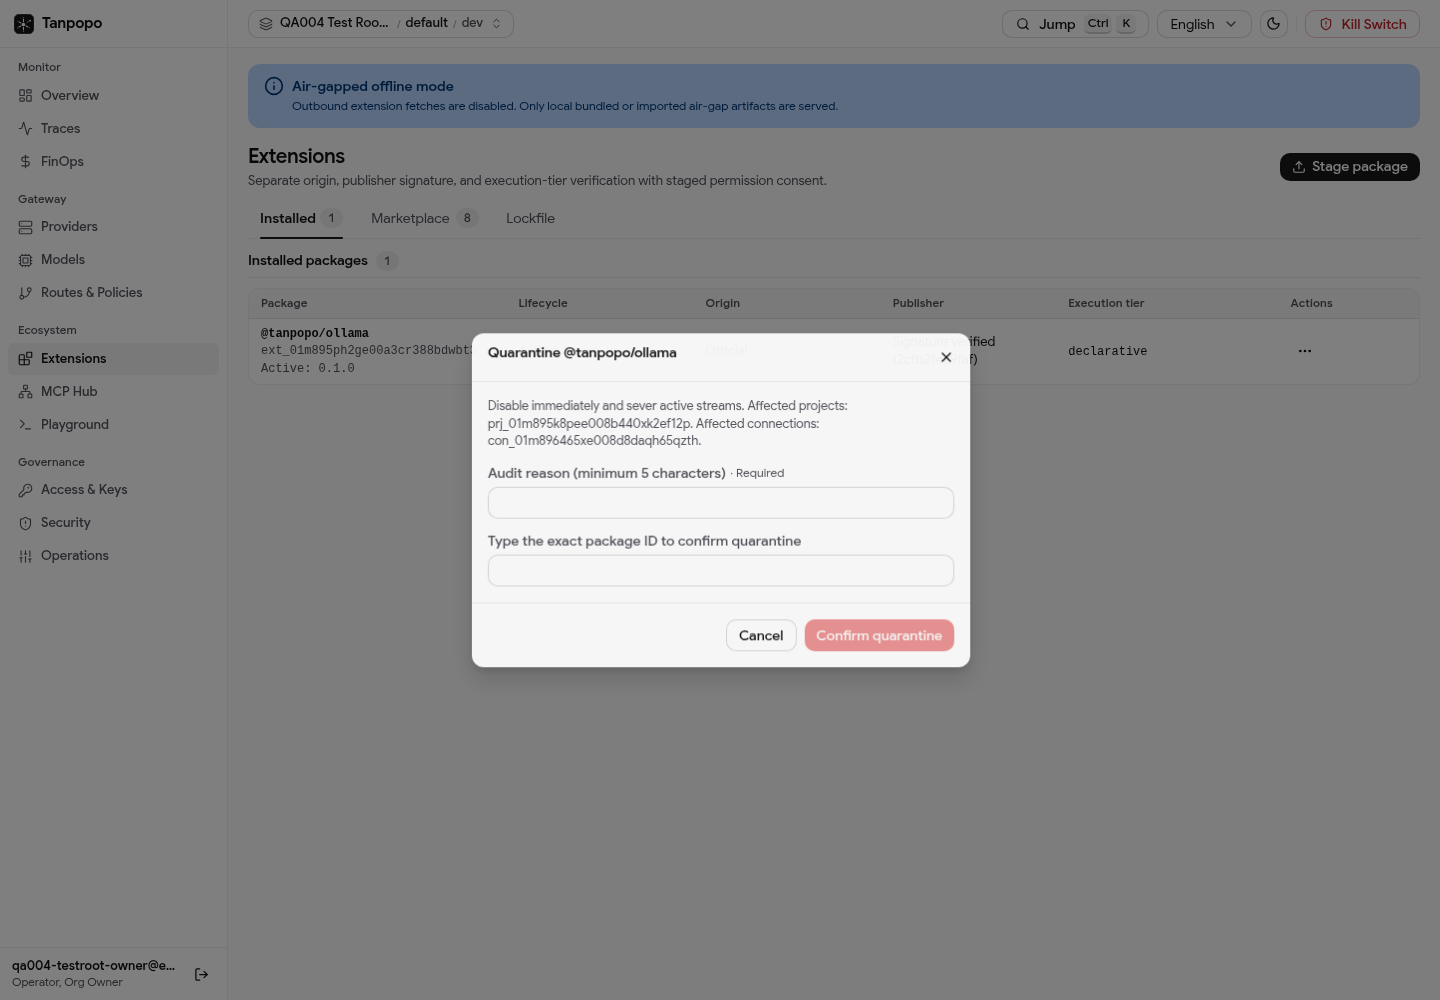 Tanpopo
QA004 Test Roo... / default / dev
Jump Ctrl K
English
Kill Switch
Monitor
Overview
Traces
FinOps
Gateway
Providers
Models
Routes & Policies
Ecosystem
Extensions
MCP Hub
Playground
Governance
Access & Keys
Security
Operations
qa004-testroot-owner@e...
Operator, Org Owner
Air-gapped offline mode
Outbound extension fetches are disabled. Only local bundled or imported air-gap artifacts are served.
Extensions
Separate origin, publisher signature, and execution-tier verification with staged permission consent.
Stage package
Installed 1 Marketplace 8 Lockfile
Installed packages 1
Package Lifecycle Origin Publisher Execution tier Actions
@tanpopo/ollama
Active: 0.1.0
Official
Signature verified
declarative
Quarantine @tanpopo/ollama
Disable immediately and sever active streams. Affected projects:
prj_01m895k8pee008b440xk2ef12p. Affected connections:
con_01m896465xe008d8daqh65qzth.
Audit reason (minimum 5 characters) · Required
Type the exact package ID to confirm quarantine
Cancel
Confirm quarantine